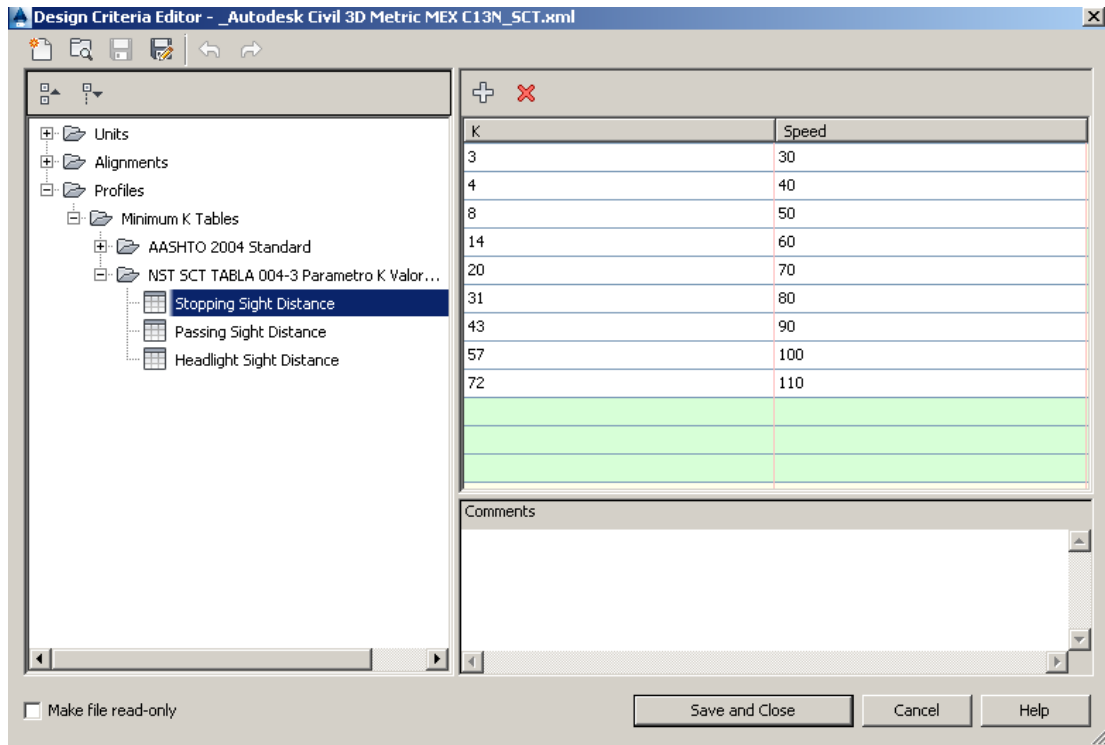 Design Criteria Editor - _Autodesk Civil 3D Metric MEX C13N_SCT.xml
Units
Alignments
Profiles
Minimum K Tables
AASHTO 2004 Standard
NST SCT TABLA 004-3 Parametro K Valor...
Stopping Sight Distance
Passing Sight Distance
Headlight Sight Distance
K Speed
3 30
4 40
8 50
14 60
20 70
31 80
43 90
57 100
72 110
Comments
Make file read-only
Save and Close Cancel Help